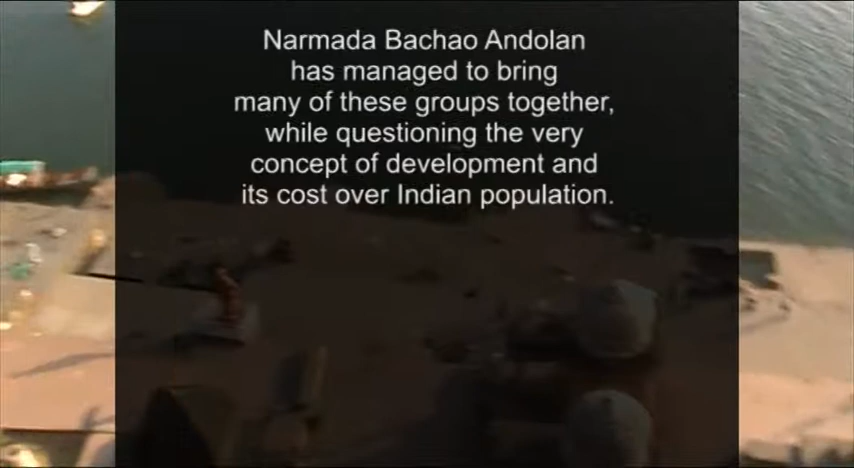 Narmada Bachao Andolan
has managed to bring
many of these groups together,
while questioning the very
concept of development and
its cost over Indian population.